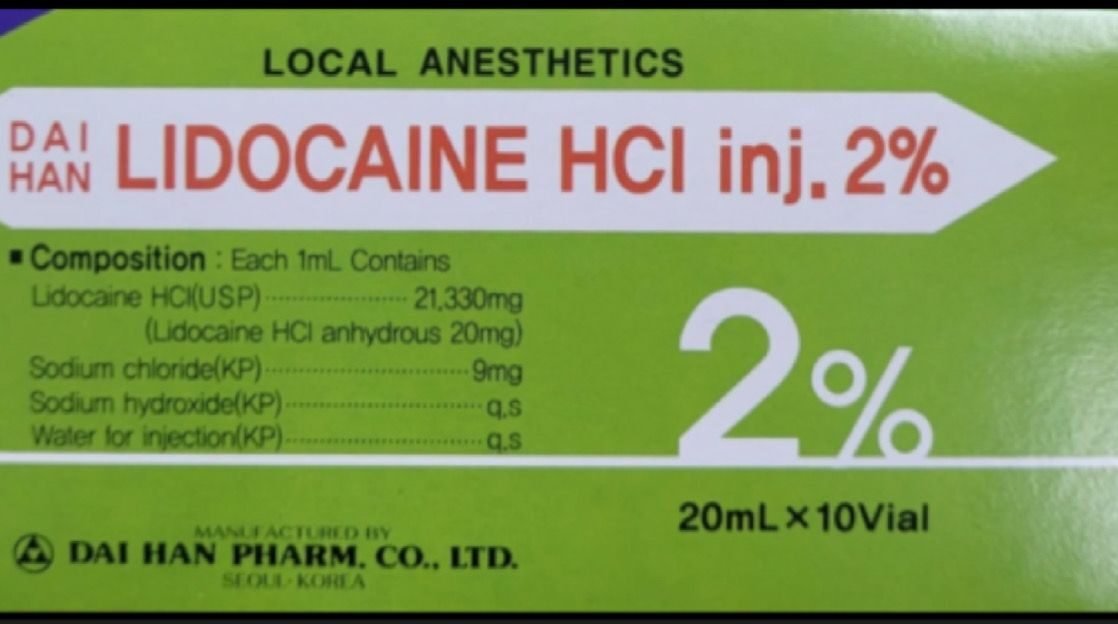 LOCAL ANESTHETICS
DAI HAN LIDOCAINE HCl inj. 2%
■ Composition : Each 1mL Contains
Lidocaine HCl(USP) ···················· 21,330mg
(Lidocaine HCl anhydrous 20mg)
Sodium chloride(KP) ····························· 9mg
Sodium hydroxide(KP) ···························· q,s
Water for injection(KP) ···························· q,s
2%
20mL×10Vial
MANUFACTURED BY
DAI HAN PHARM. CO., LTD.
SEOUL·KOREA